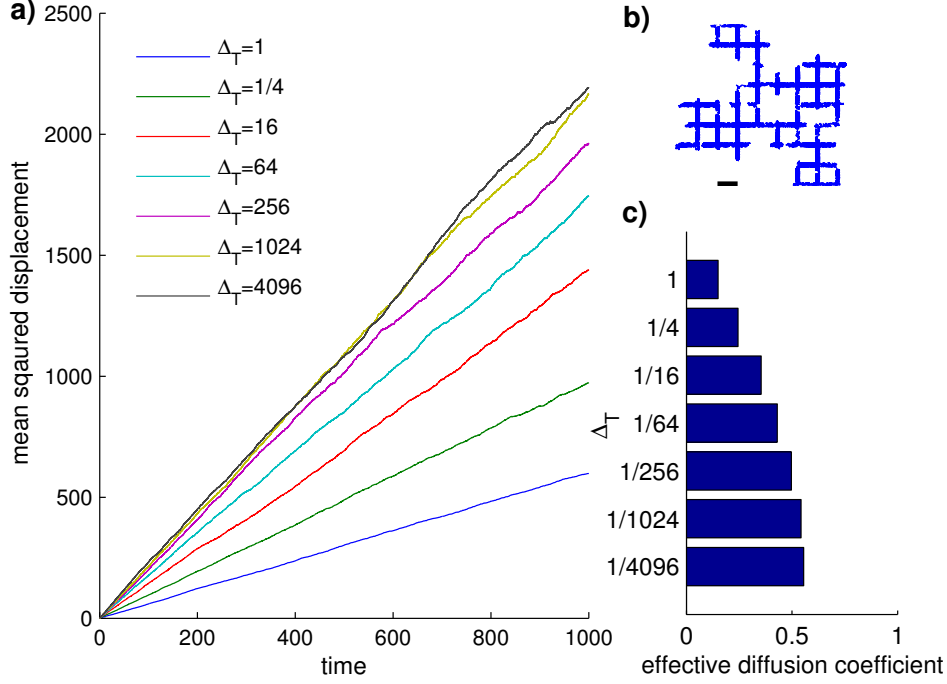 a)
2500
2000
1500
1000
500
0
0
200
400
600
800
1000
mean sqaured displacement
time
Δ_T=1
Δ_T=1/4
Δ_T=16
Δ_T=64
Δ_T=256
Δ_T=1024
Δ_T=4096
b)
c)
1
1/4
1/16
1/64
1/256
1/1024
1/4096
Δ_T
0
0.5
1
effective diffusion coefficient